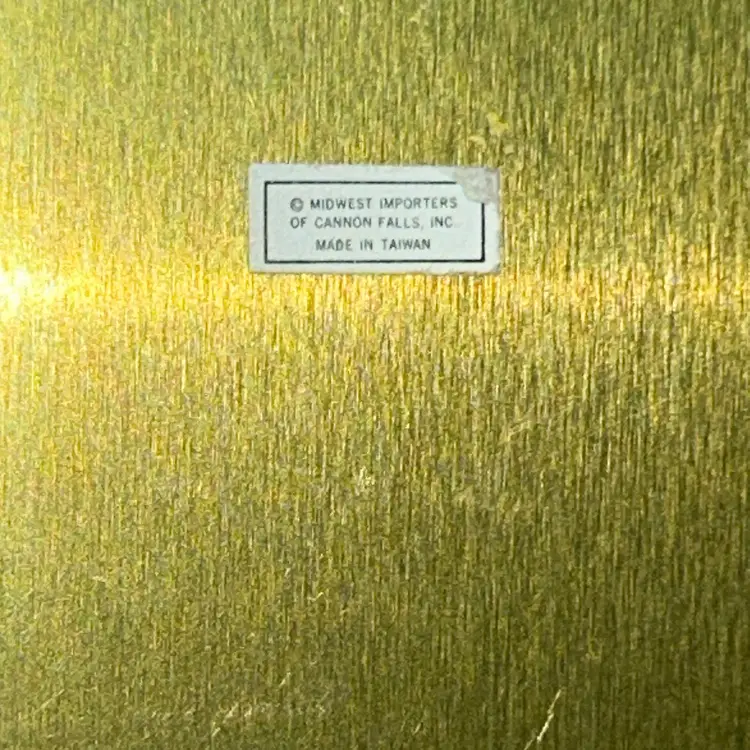 © MIDWEST IMPORTERS
OF CANNON FALLS, INC.
MADE IN TAIWAN